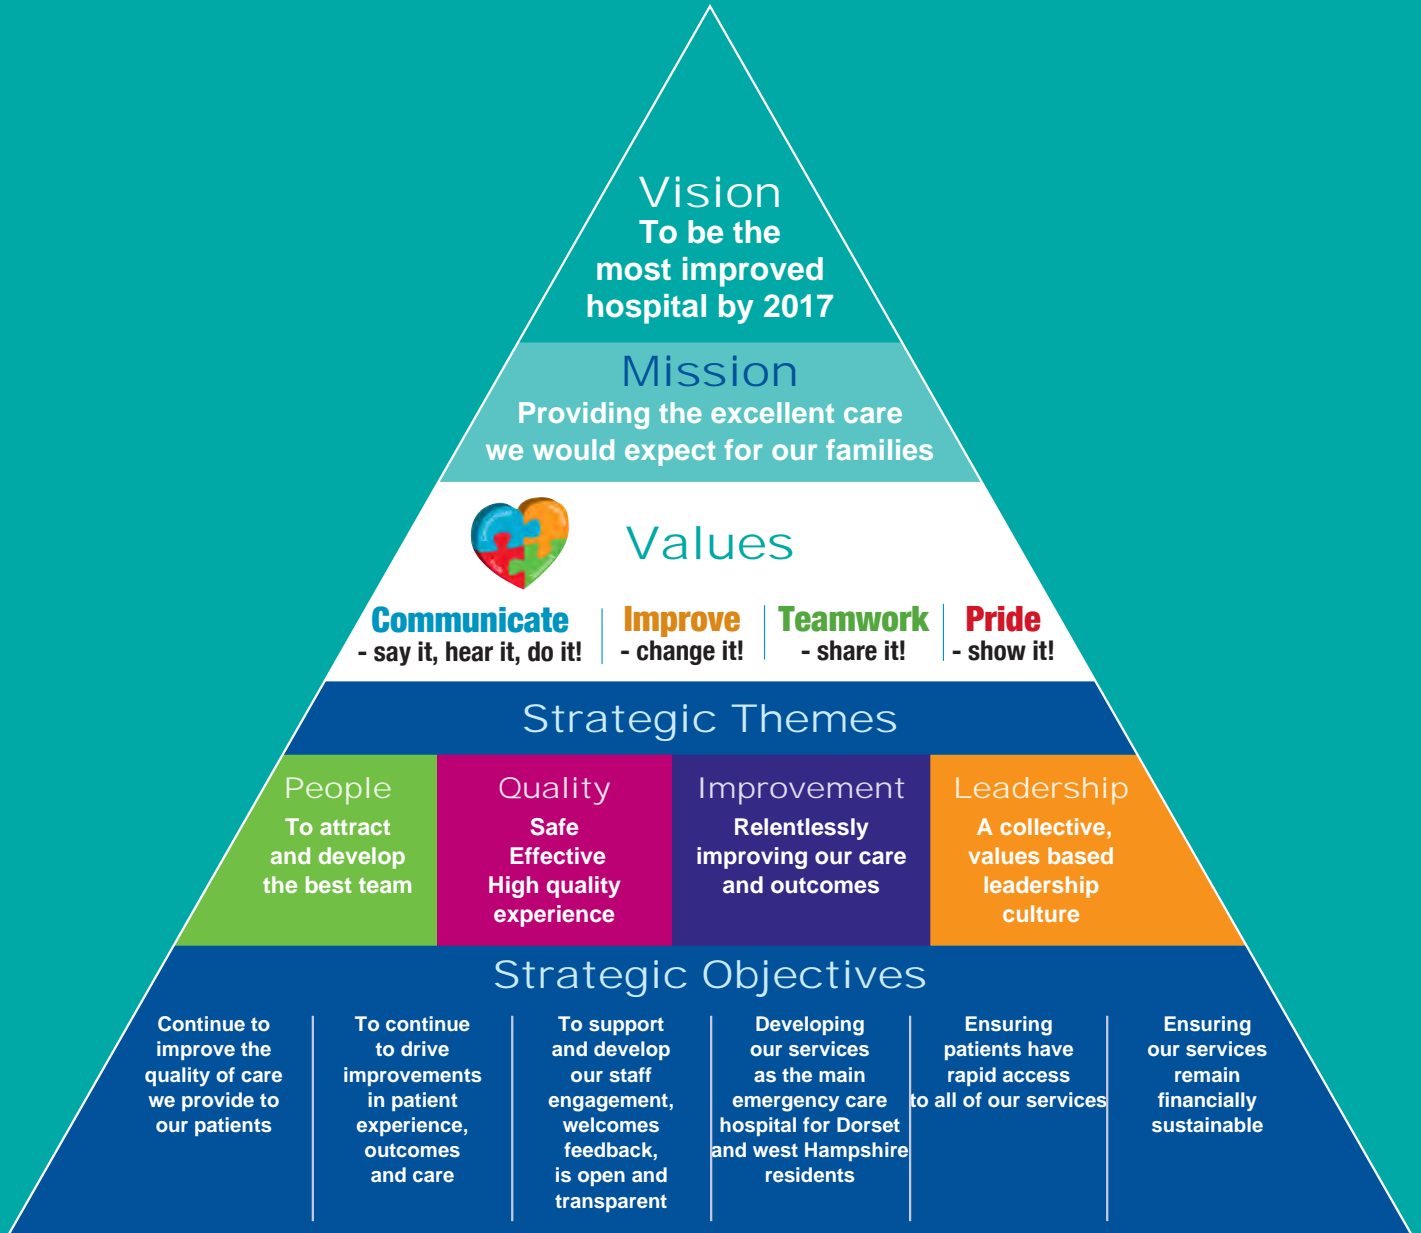 Vision
To be the
most improved
hospital by 2017
Mission
Providing the excellent care
we would expect for our families
Values
Communicate
- say it, hear it, do it!
Improve
- change it!
Teamwork
- share it!
Pride
- show it!
Strategic Themes
People
To attract
and develop
the best team
Quality
Safe
Effective
High quality
experience
Improvement
Relentlessly
improving our care
and outcomes
Leadership
A collective,
values based
leadership
culture
Strategic Objectives
Continue to
improve the
quality of care
we provide to
our patients
To continue
to drive
improvements
in patient
experience,
outcomes
and care
To support
and develop
our staff
engagement,
welcomes
feedback,
is open and
transparent
Developing
our services
as the main
emergency care
hospital for Dorset
and west Hampshire
residents
Ensuring
patients have
rapid access
to all of our services
Ensuring
our services
remain
financially
sustainable